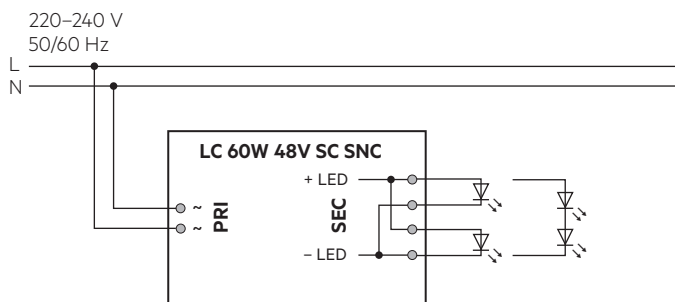 220–240 V
50/60 Hz
L
N
LC 60W 48V SC SNC
+ LED
~
PRI
SEC
~
– LED